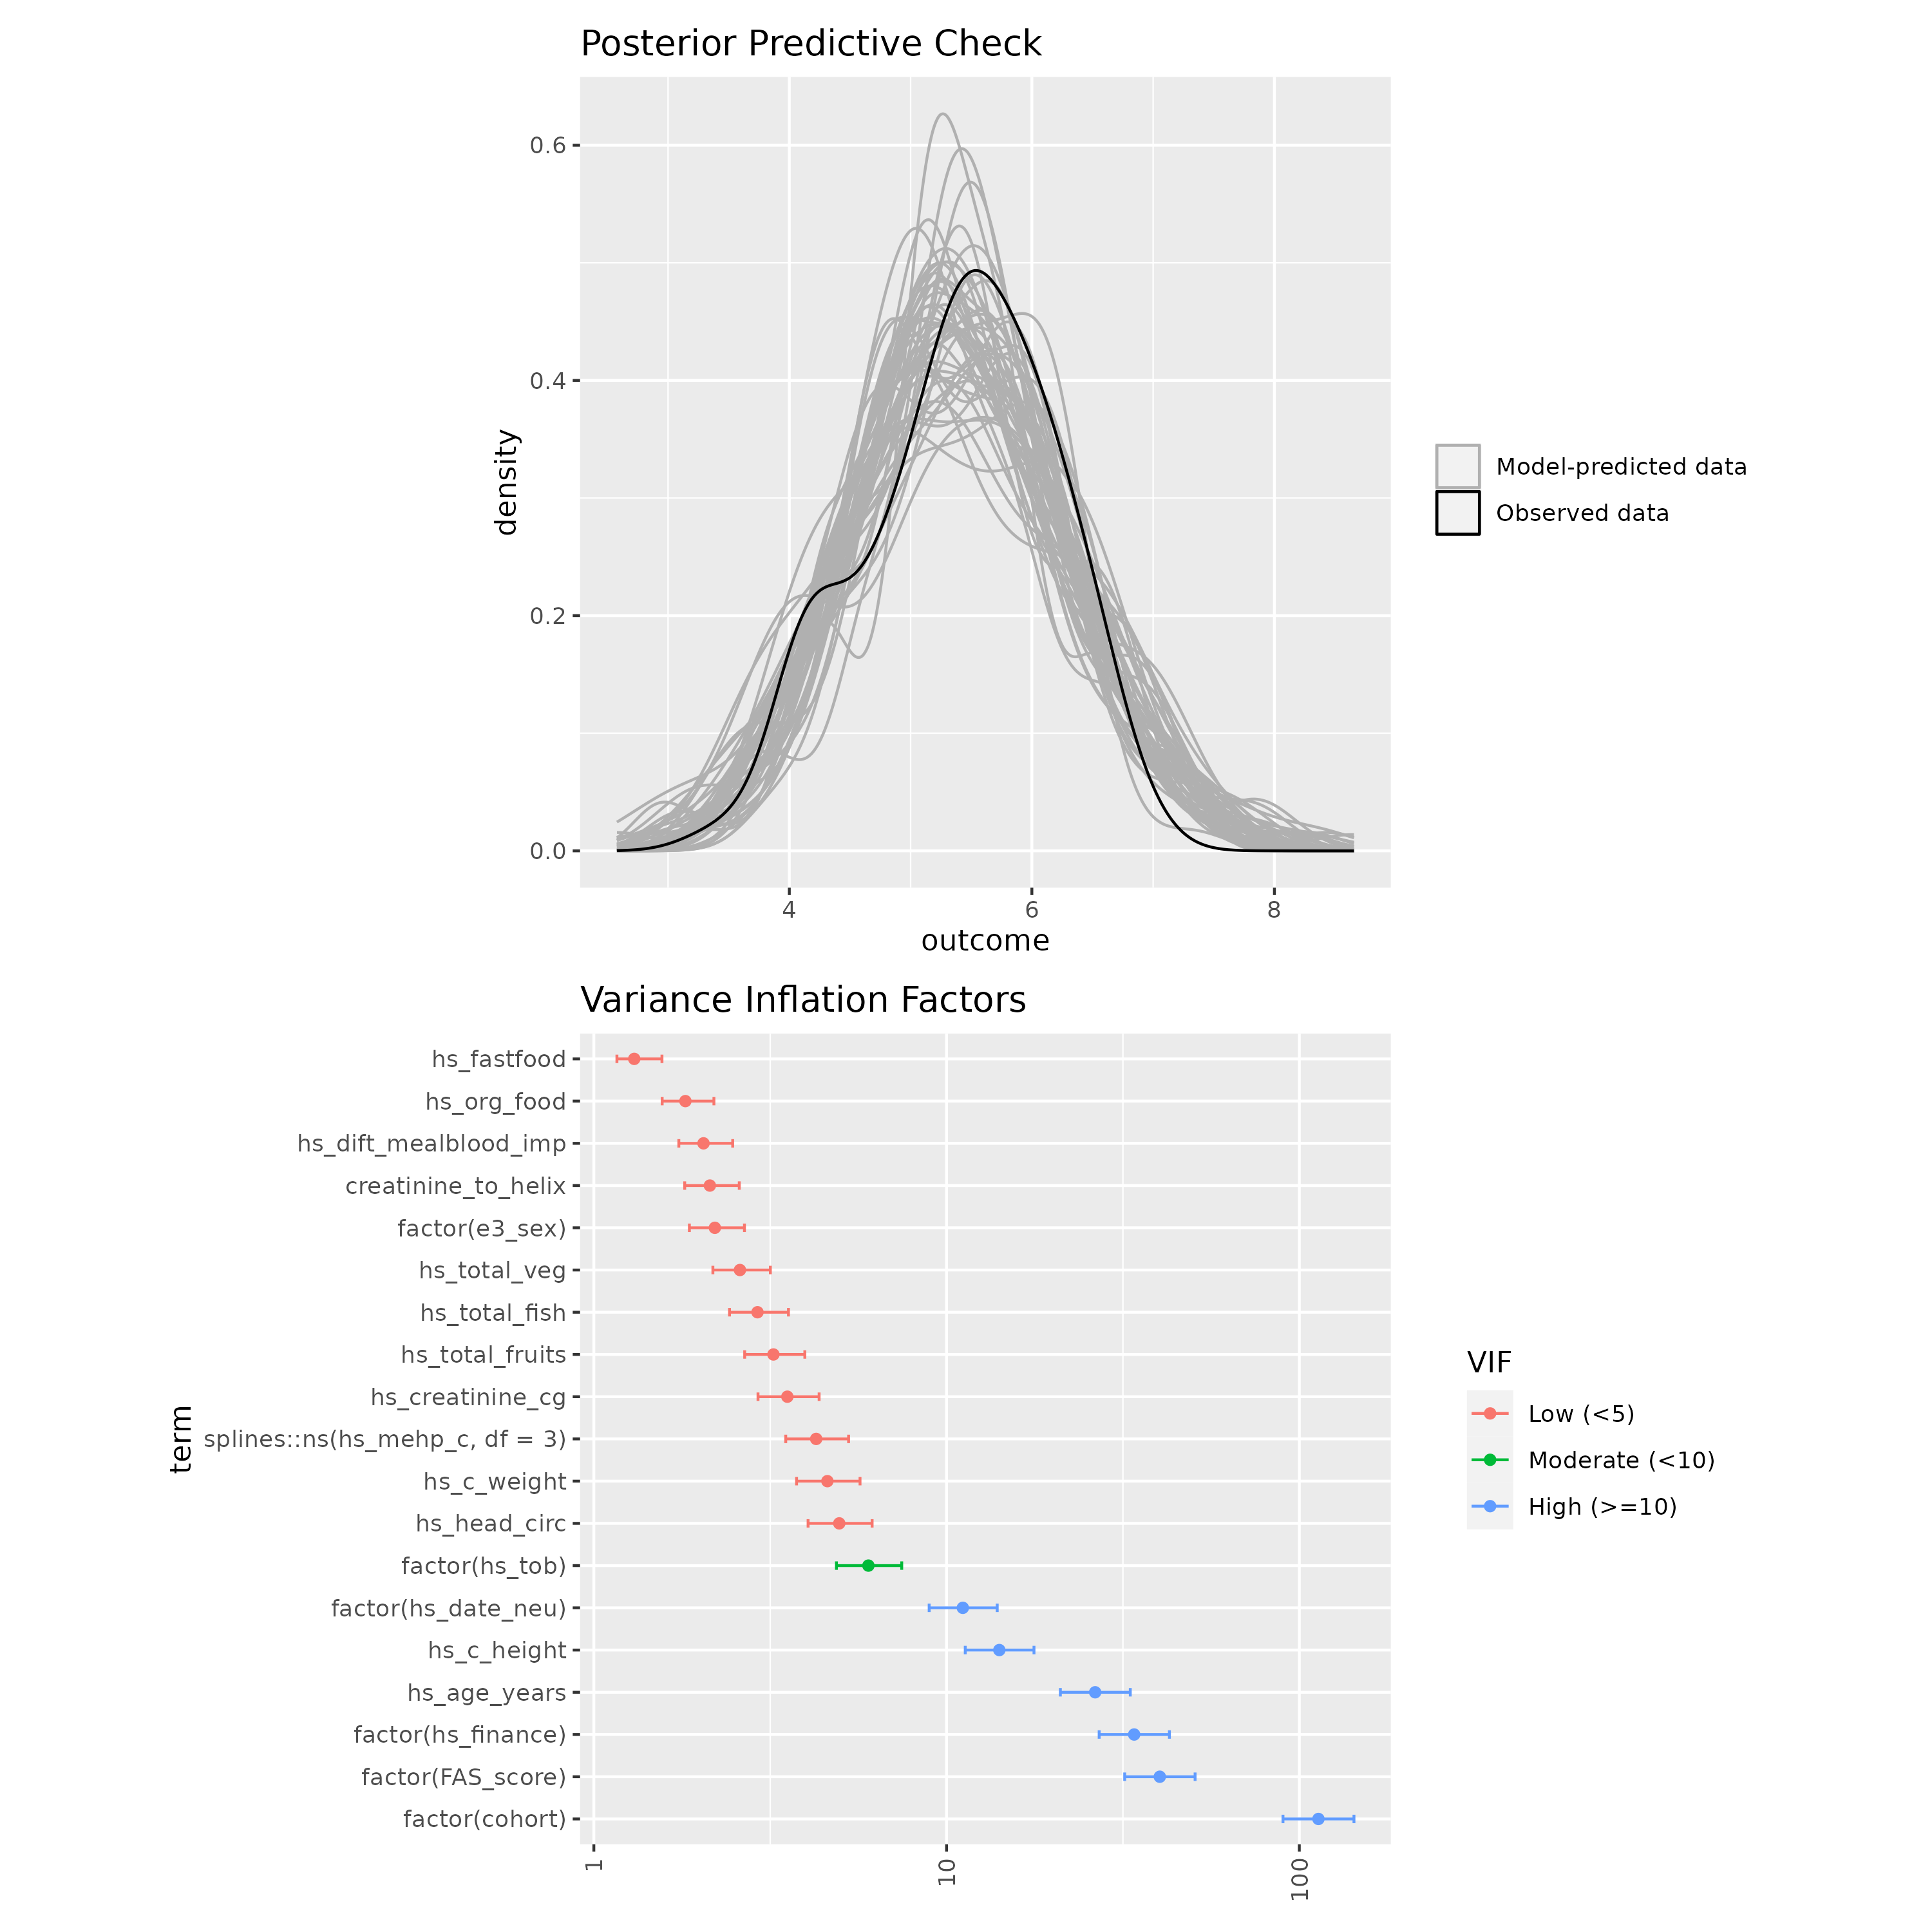 Posterior Predictive Check
0.6
0.4
0.2
0.0
density
4
6
8
outcome
Model-predicted data
Observed data
Variance Inflation Factors
term
hs_fastfood
hs_org_food
hs_dift_mealblood_imp
creatinine_to_helix
factor(e3_sex)
hs_total_veg
hs_total_fish
hs_total_fruits
hs_creatinine_cg
splines::ns(hs_mehp_c, df = 3)
hs_c_weight
hs_head_circ
factor(hs_tob)
factor(hs_date_neu)
hs_c_height
hs_age_years
factor(hs_finance)
factor(FAS_score)
factor(cohort)
1
10
100
VIF
Low (<5)
Moderate (<10)
High (>=10)